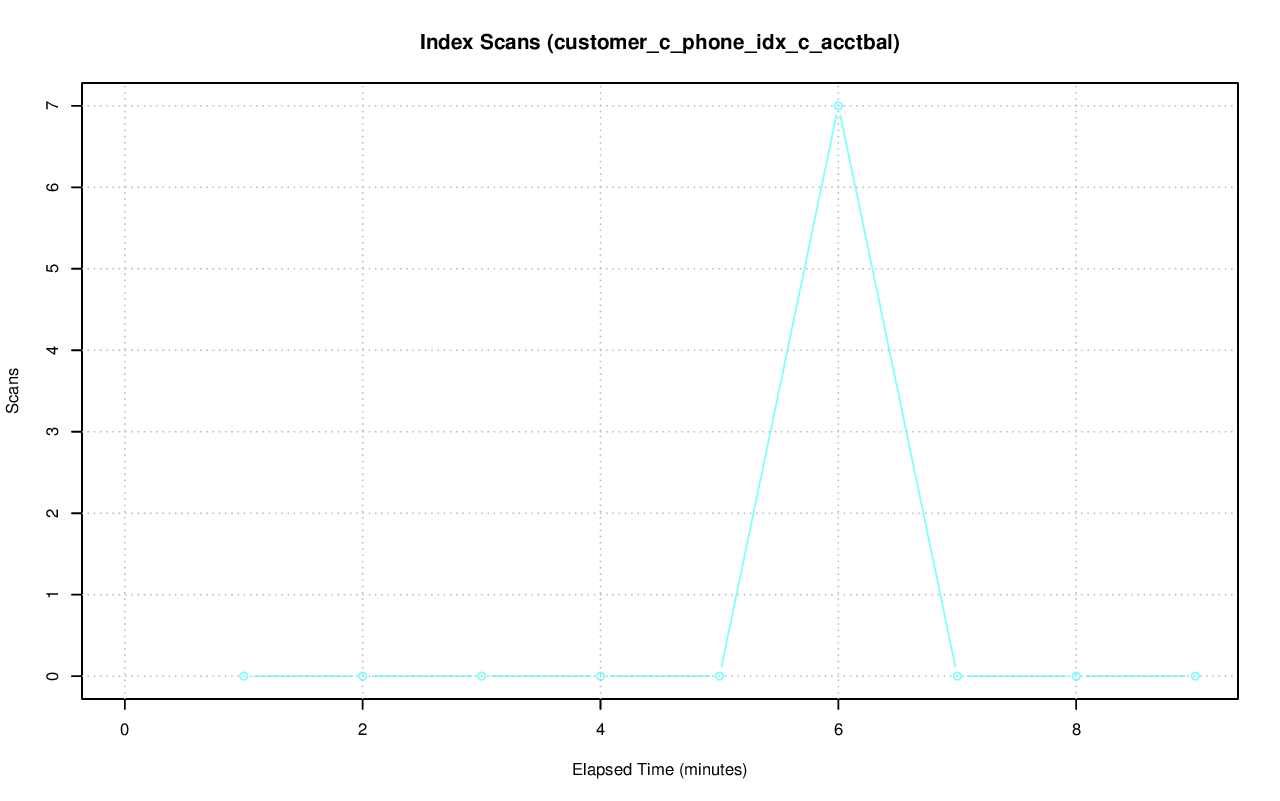 Index Scans (customer_c_phone_idx_c_acctbal)
7
6
5
4
3
2
1
0
Scans
0 2 4 6 8
Elapsed Time (minutes)